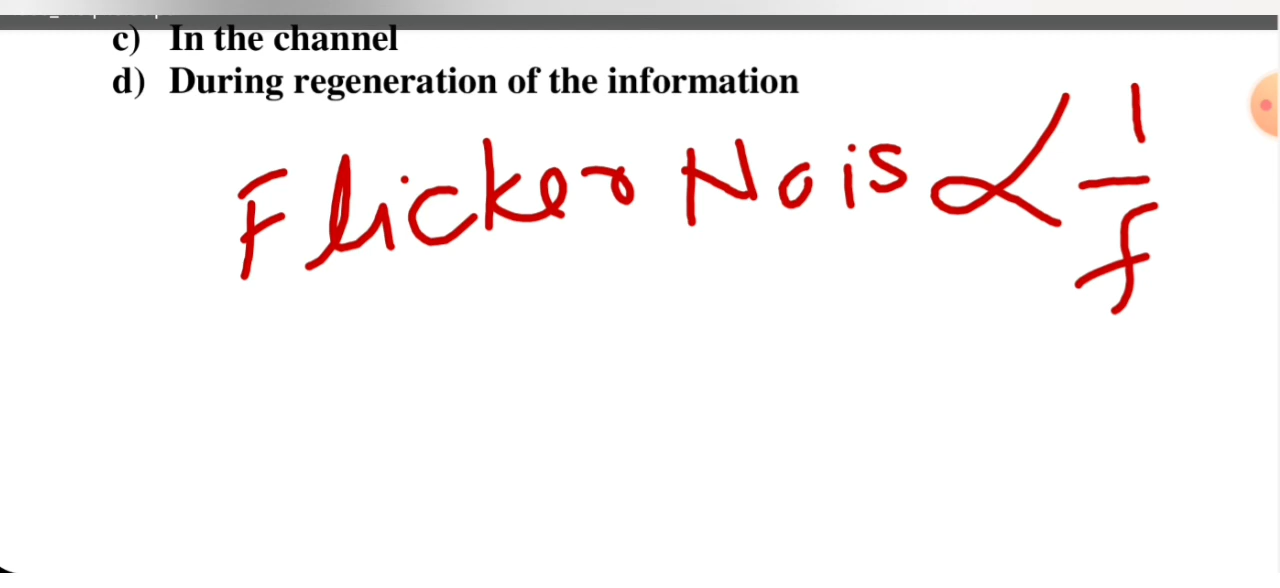 c) In the channel
d) During regeneration of the information
Flicker Nois ∝ 1/f